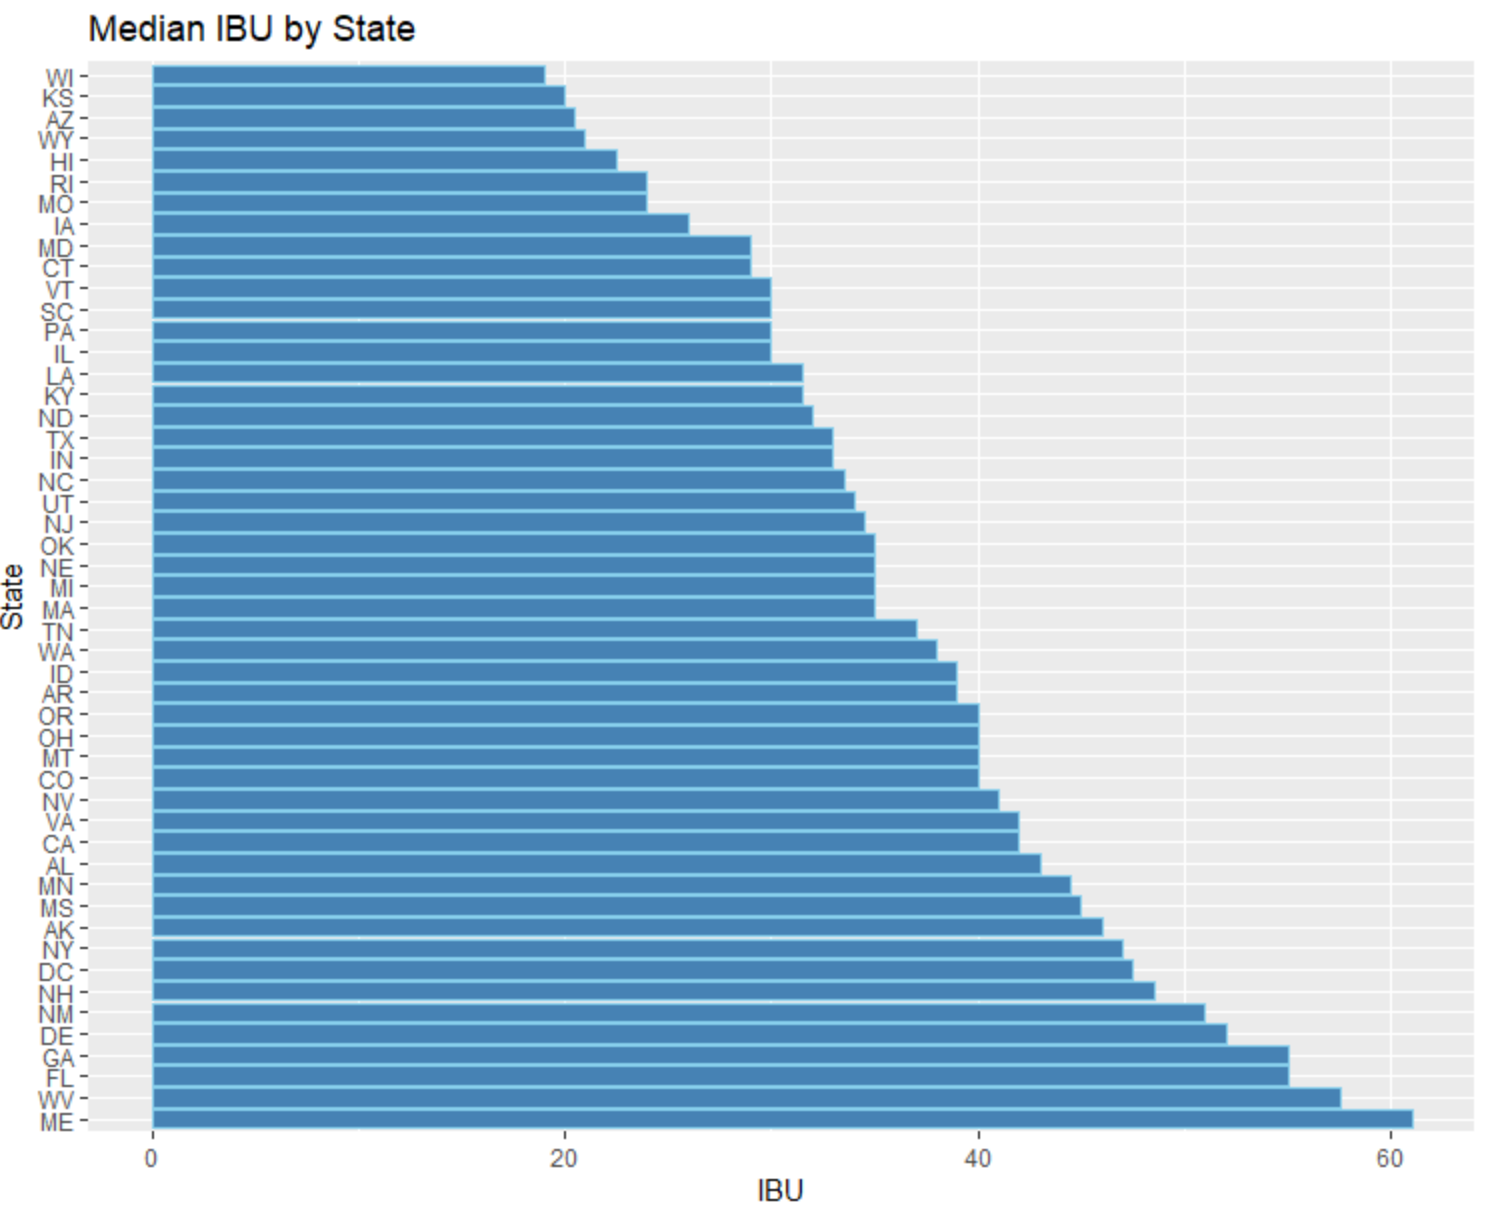 Median IBU by State
WI
KS
AZ
WY
HI
RI
MO
IA
MD
CT
VT
SC
PA
IL
LA
KY
ND
TX
IN
NC
UT
NJ
OK
NE
MI
MA
TN
WA
ID
AR
OR
OH
MT
CO
NV
VA
CA
AL
MN
MS
AK
NY
DC
NH
NM
DE
GA
FL
WV
ME
State
0 20 40 60
IBU